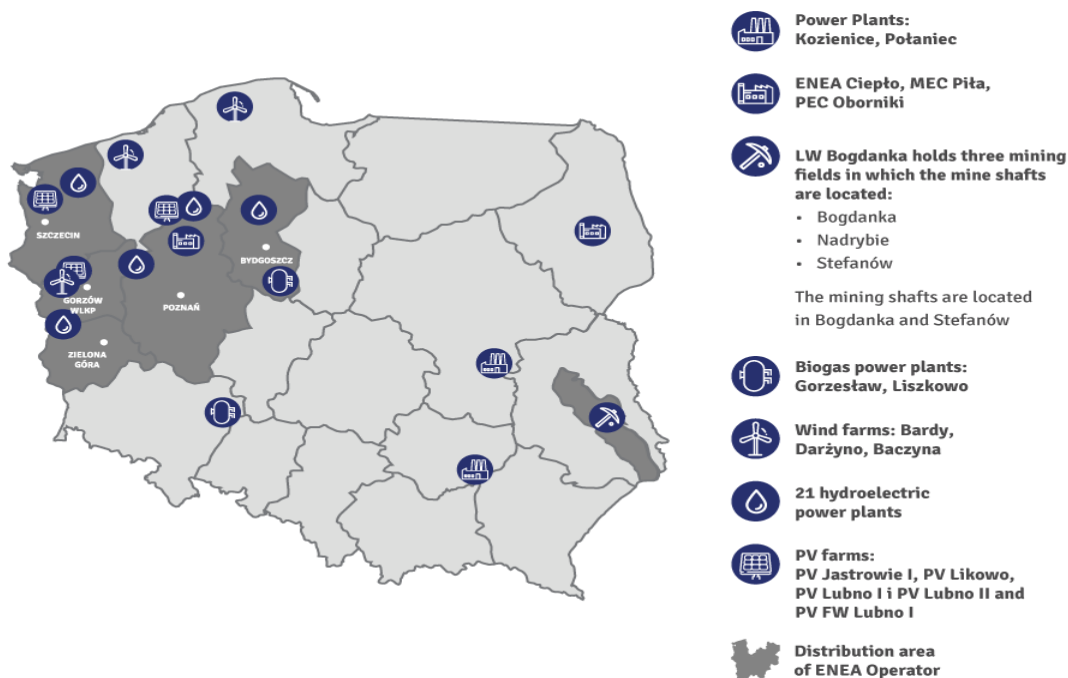 SZCZECIN
BYDGOSZCZ
GORZÓW
WLKP
POZNAŃ
ZIELONA
GÓRA
Power Plants:
Kozienice, Połaniec
ENEA Ciepło, MEC Piła,
PEC Oborniki
LW Bogdanka holds three mining
fields in which the mine shafts
are located:
• Bogdanka
• Nadrybie
• Stefanów
The mining shafts are located
in Bogdanka and Stefanów
Biogas power plants:
Gorzesław, Liszkowo
Wind farms: Bardy,
Darżyno, Baczyna
21 hydroelectric
power plants
PV farms:
PV Jastrowie I, PV Likowo,
PV Lubno I i PV Lubno II and
PV FW Lubno I
Distribution area
of ENEA Operator